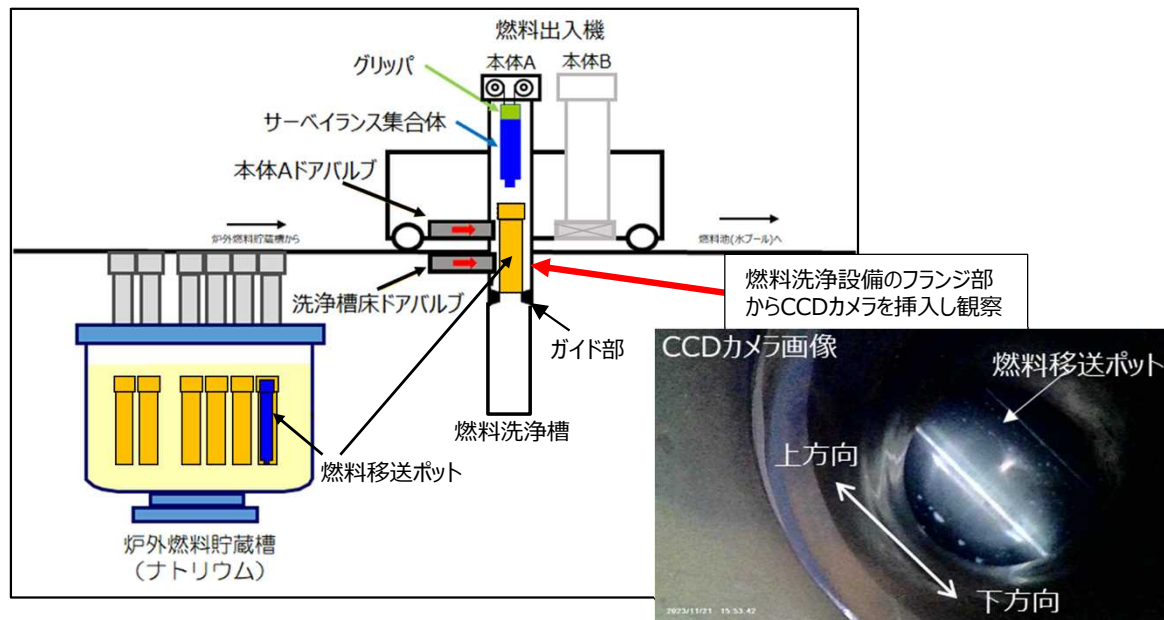 燃料出入機
本体A
本体B
グリッパ
サーベイランス集合体
本体Aドアバルブ
炉外燃料貯蔵槽から
燃料池(水プール)へ
洗浄槽床ドアバルブ
燃料洗浄設備のフランジ部
からCCDカメラを挿入し観察
ガイド部
CCDカメラ画像
燃料移送ポット
燃料洗浄槽
燃料移送ポット
上方向
炉外燃料貯蔵槽
（ナトリウム）
下方向
2023/11/21 15:53:42